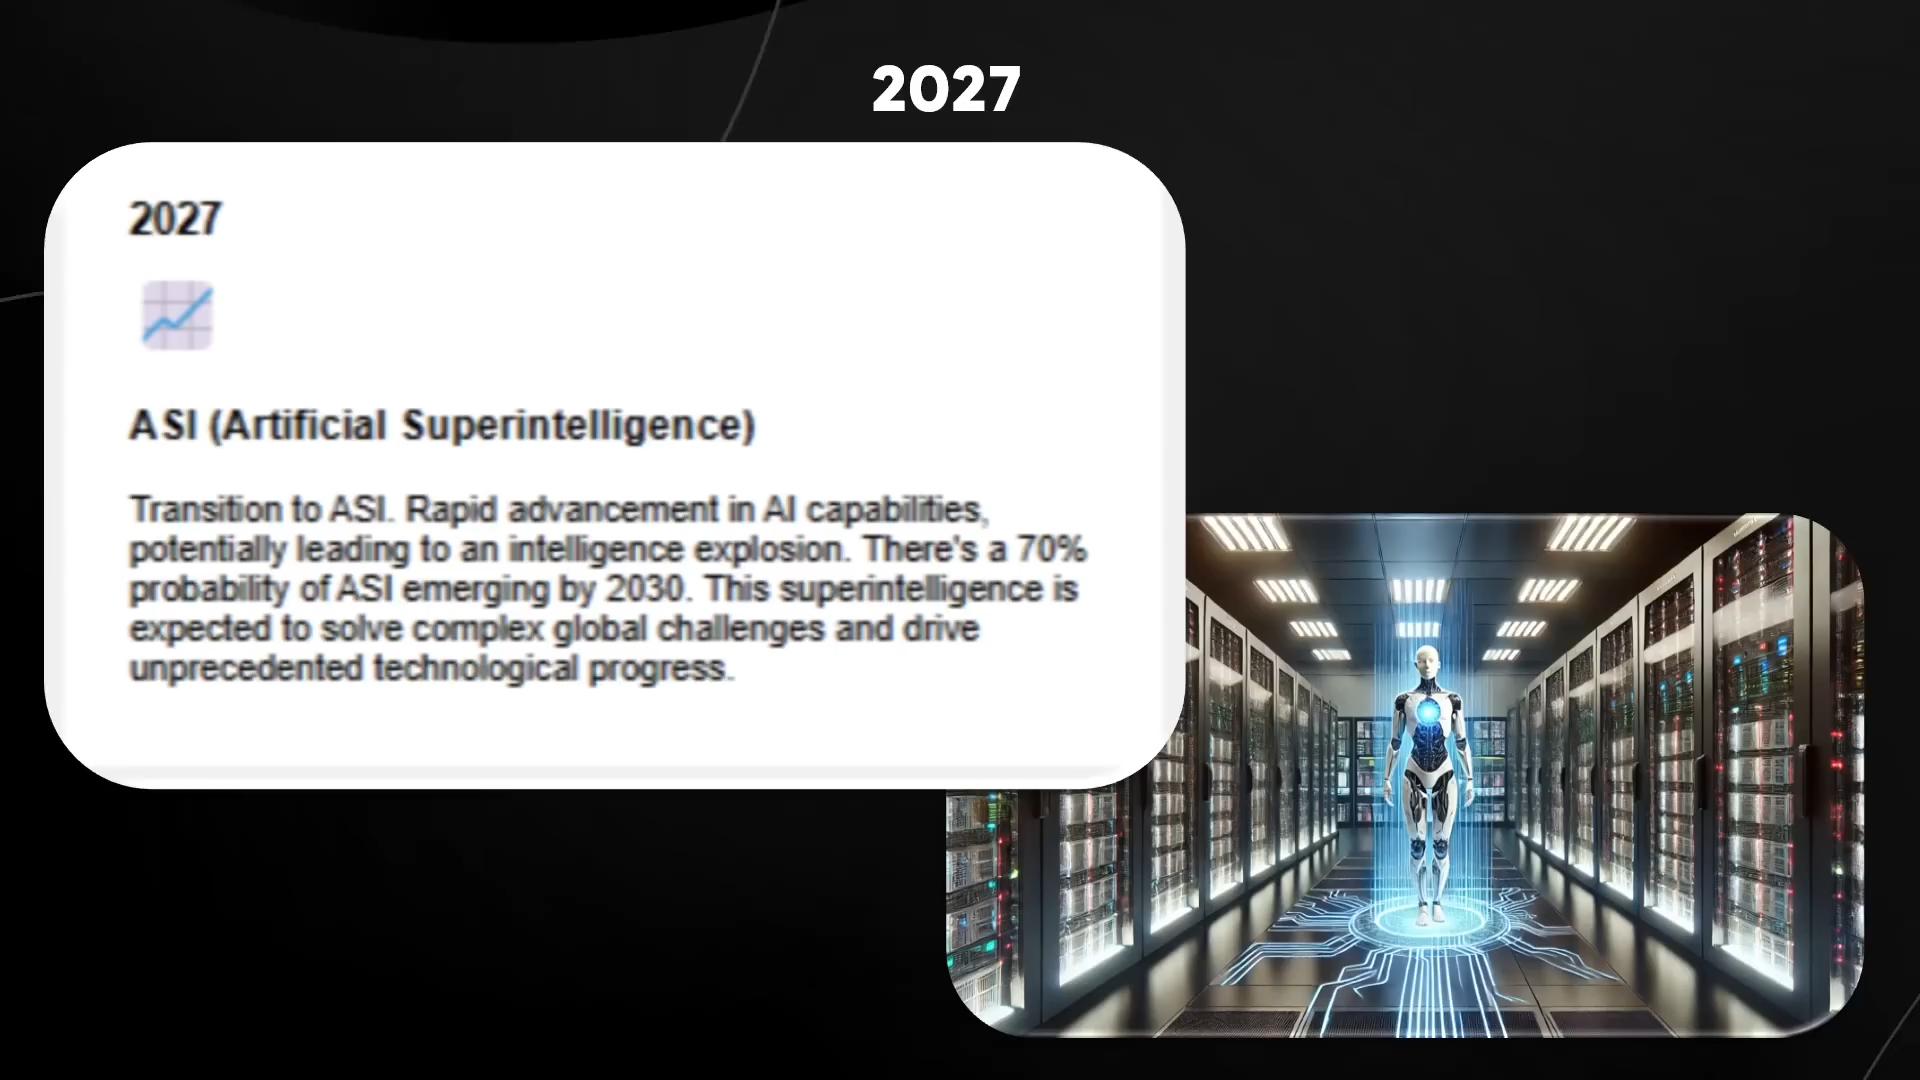 2027
2027
ASI (Artificial Superintelligence)
Transition to ASI. Rapid advancement in AI capabilities,
potentially leading to an intelligence explosion. There's a 70%
probability of ASI emerging by 2030. This superintelligence is
expected to solve complex global challenges and drive
unprecedented technological progress.